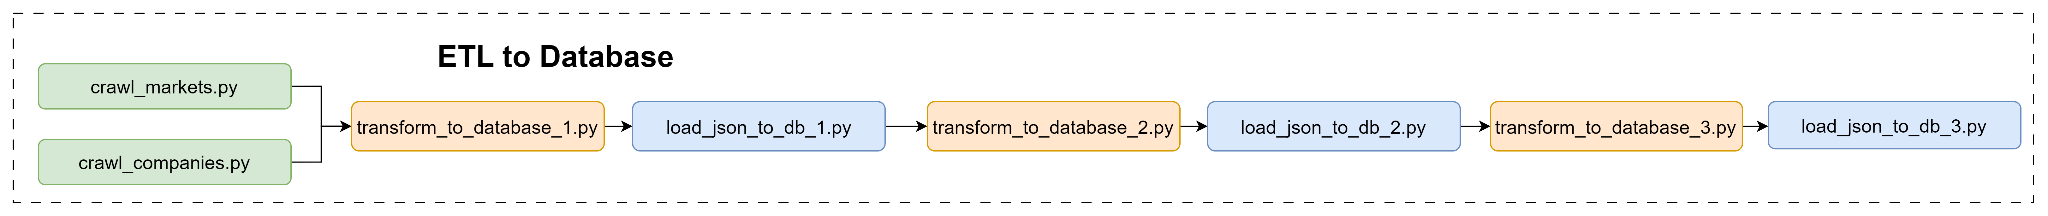 ETL to Database
crawl_markets.py
crawl_companies.py
transform_to_database_1.py
load_json_to_db_1.py
transform_to_database_2.py
load_json_to_db_2.py
transform_to_database_3.py
load_json_to_db_3.py